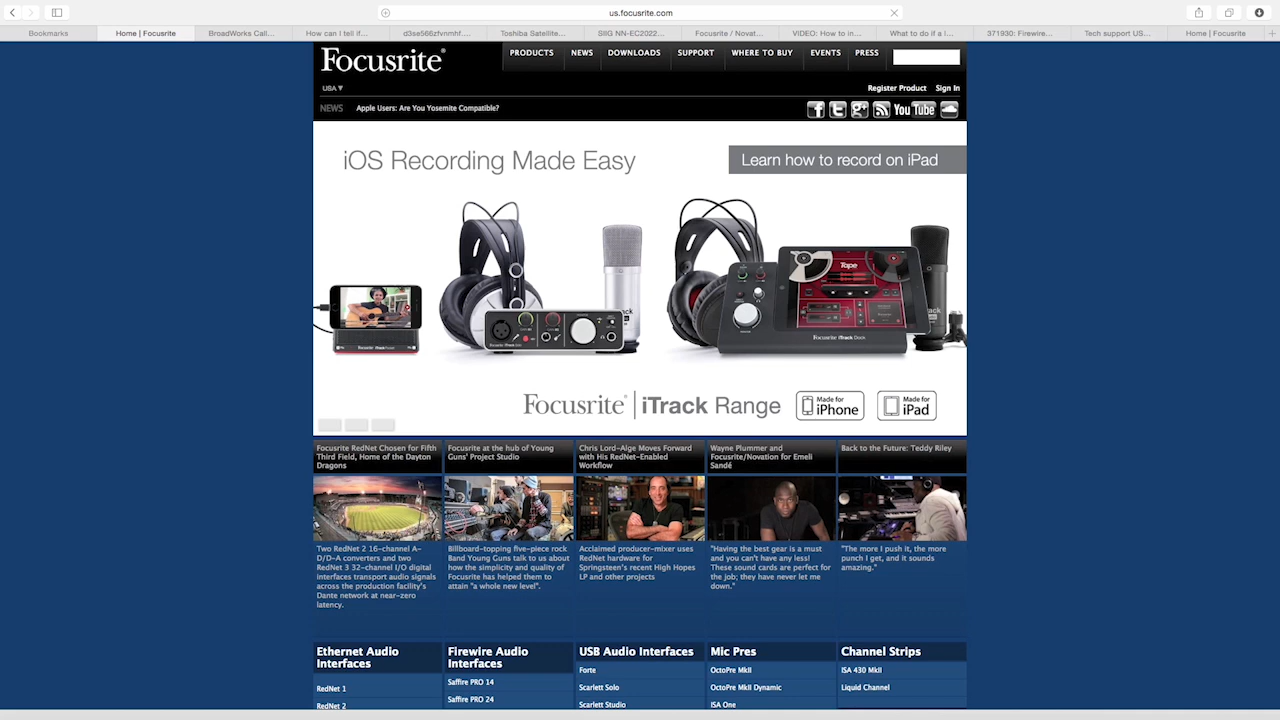 us.focusrite.com
Bookmarks
Home | Focusrite
BroadWorks Call...
How can I tell if...
d3se566zfvnmhf....
Toshiba Satellite...
SIIG NN-EC2022...
Focusrite / Novat...
VIDEO: How to in...
What to do if a l...
371930: Firewire...
Tech support US...
Home | Focusrite
Focusrite®
PRODUCTS
NEWS
DOWNLOADS
SUPPORT
WHERE TO BUY
EVENTS
PRESS
USA ▼
Register Product
Sign In
NEWS
Apple Users: Are You Yosemite Compatible?
You Tube
iOS Recording Made Easy
Learn how to record on iPad
Tape
Focusrite iTrack Dock
Focusrite® | iTrack Range
Made for
iPhone
Made for
iPad
Focusrite RedNet Chosen for Fifth
Third Field, Home of the Dayton
Dragons
Focusrite at the hub of Young
Guns' Project Studio
Chris Lord-Alge Moves Forward
with His RedNet-Enabled
Workflow
Wayne Plummer and
Focusrite/Novation for Emeli
Sandé
Back to the Future: Teddy Riley
Two RedNet 2 16-channel A-
D/D-A converters and two
RedNet 3 32-channel I/O digital
interfaces transport audio signals
across the production facility's
Dante network at near-zero
latency.
Billboard-topping five-piece rock
Band Young Guns talk to us about
how the simplicity and quality of
Focusrite has helped them to
attain "a whole new level".
Acclaimed producer-mixer uses
RedNet hardware for
Springsteen's recent High Hopes
LP and other projects
"Having the best gear is a must
and you can't have any less!
These sound cards are perfect for
the job; they have never let me
down."
"The more I push it, the more
punch I get, and it sounds
amazing."
Ethernet Audio
Interfaces
RedNet 1
RedNet 2
Firewire Audio
Interfaces
Saffire PRO 14
Saffire PRO 24
USB Audio Interfaces
Forte
Scarlett Solo
Scarlett Studio
Mic Pres
OctoPre MkII
OctoPre MkII Dynamic
ISA One
Channel Strips
ISA 430 MkII
Liquid Channel